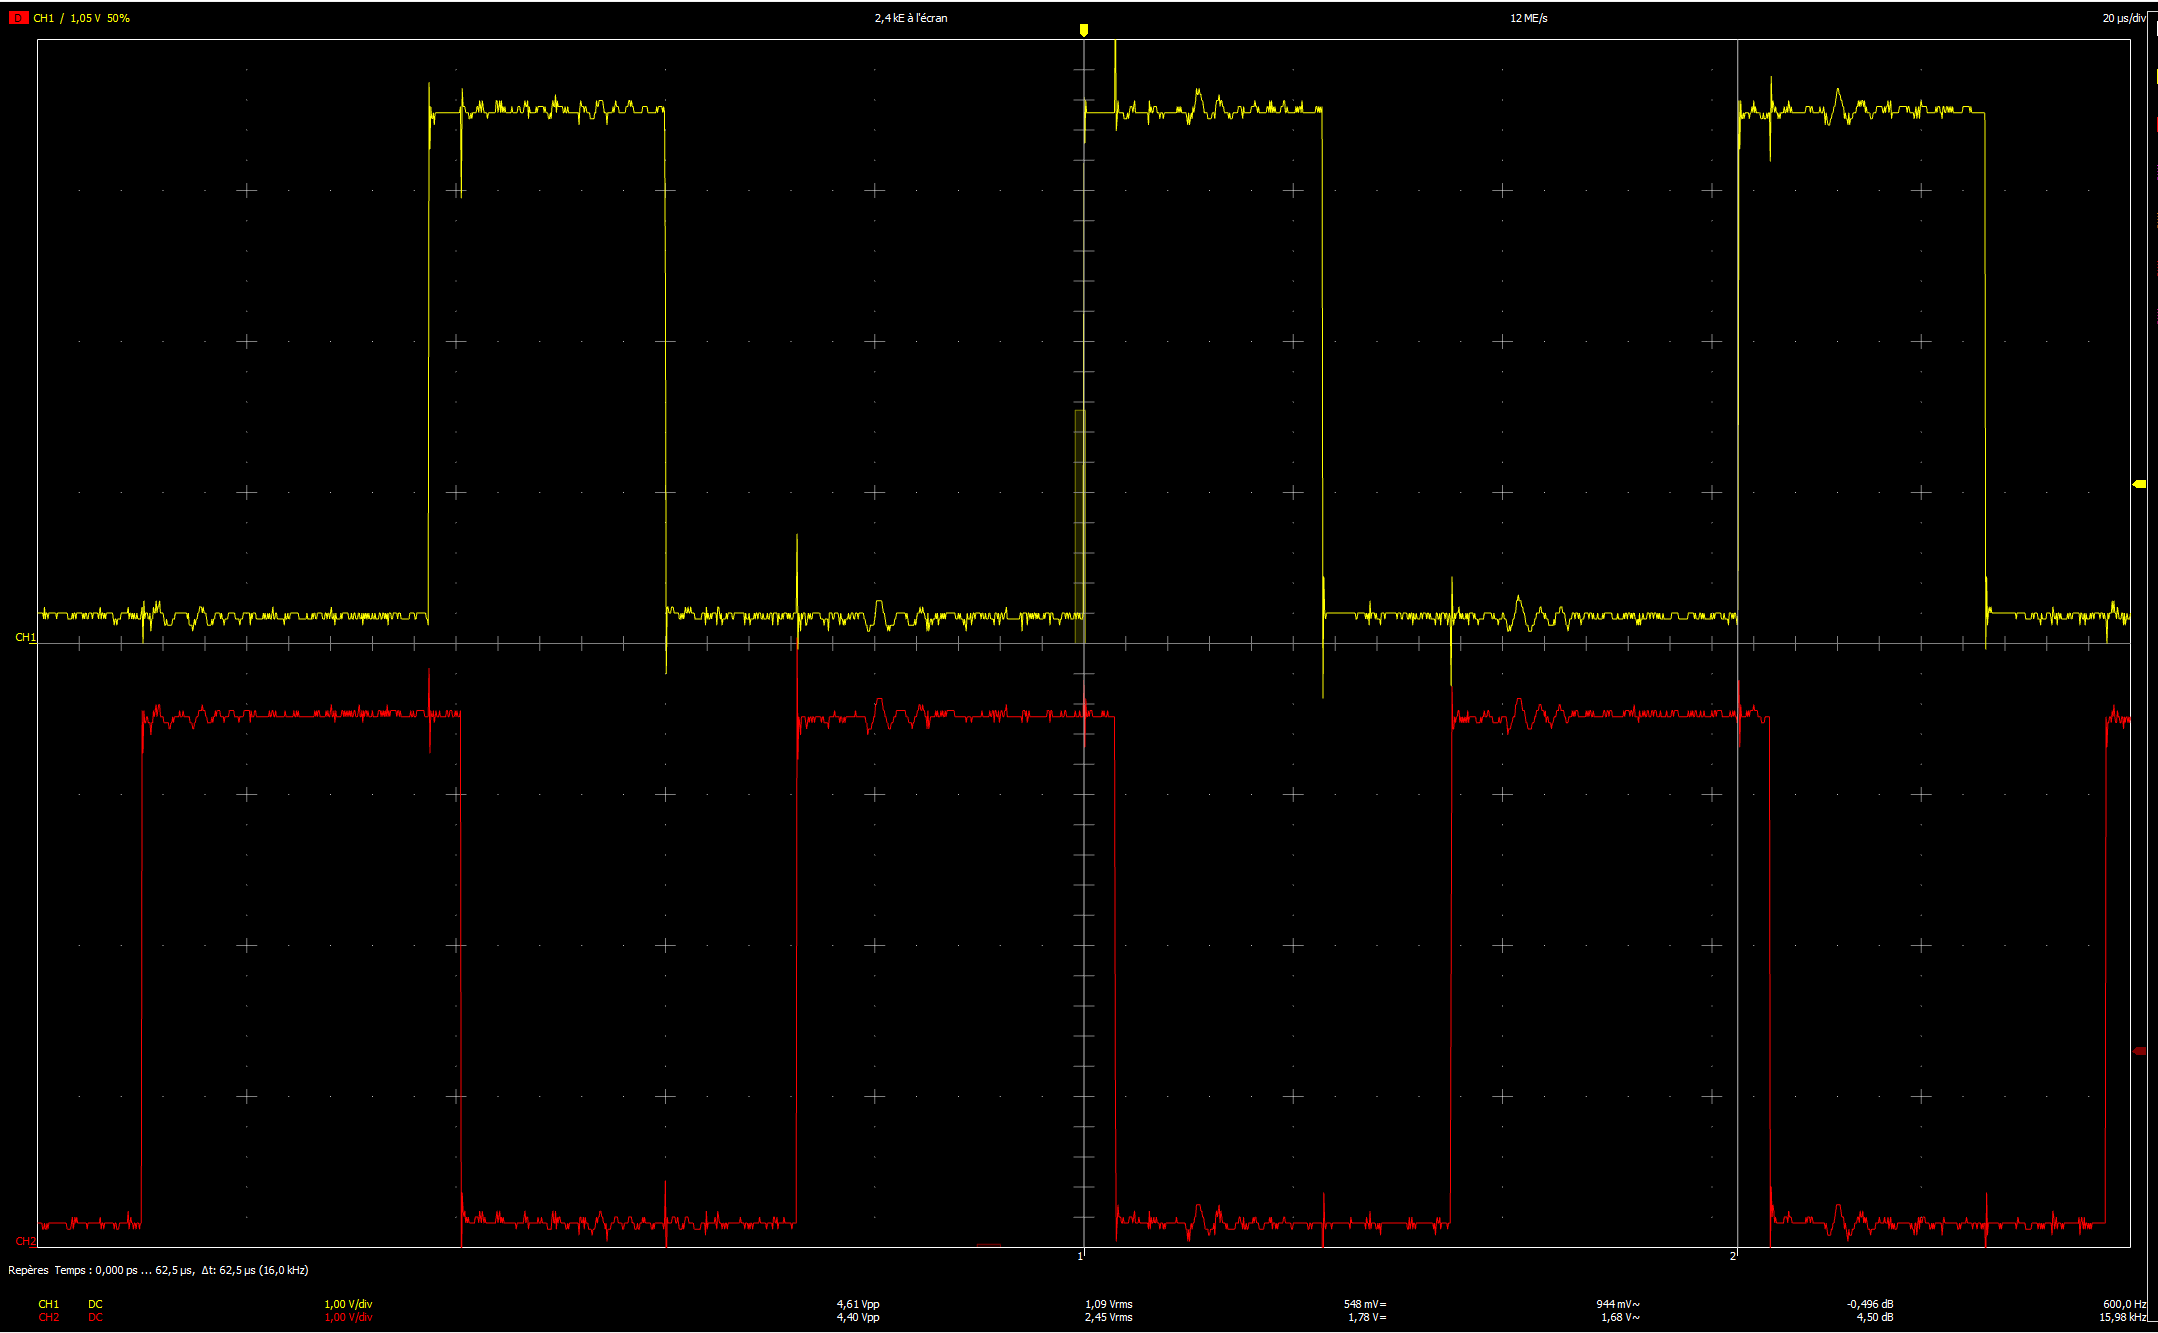 D CH1 / 1,05 V 50% 2,4 kE à l'écran 12 ME/s 20 µs/div
CH1
CH2
1 2
Repères Temps : 0,000 ps ... 62,5 µs, Δt: 62,5 µs (16,0 kHz)
CH1 DC 1,00 V/div 4,61 Vpp 1,09 Vrms 548 mV= 944 mV~ -0,496 dB 600,0 Hz
CH2 DC 1,00 V/div 4,40 Vpp 2,45 Vrms 1,78 V= 1,68 V~ 4,50 dB 15,98 kHz